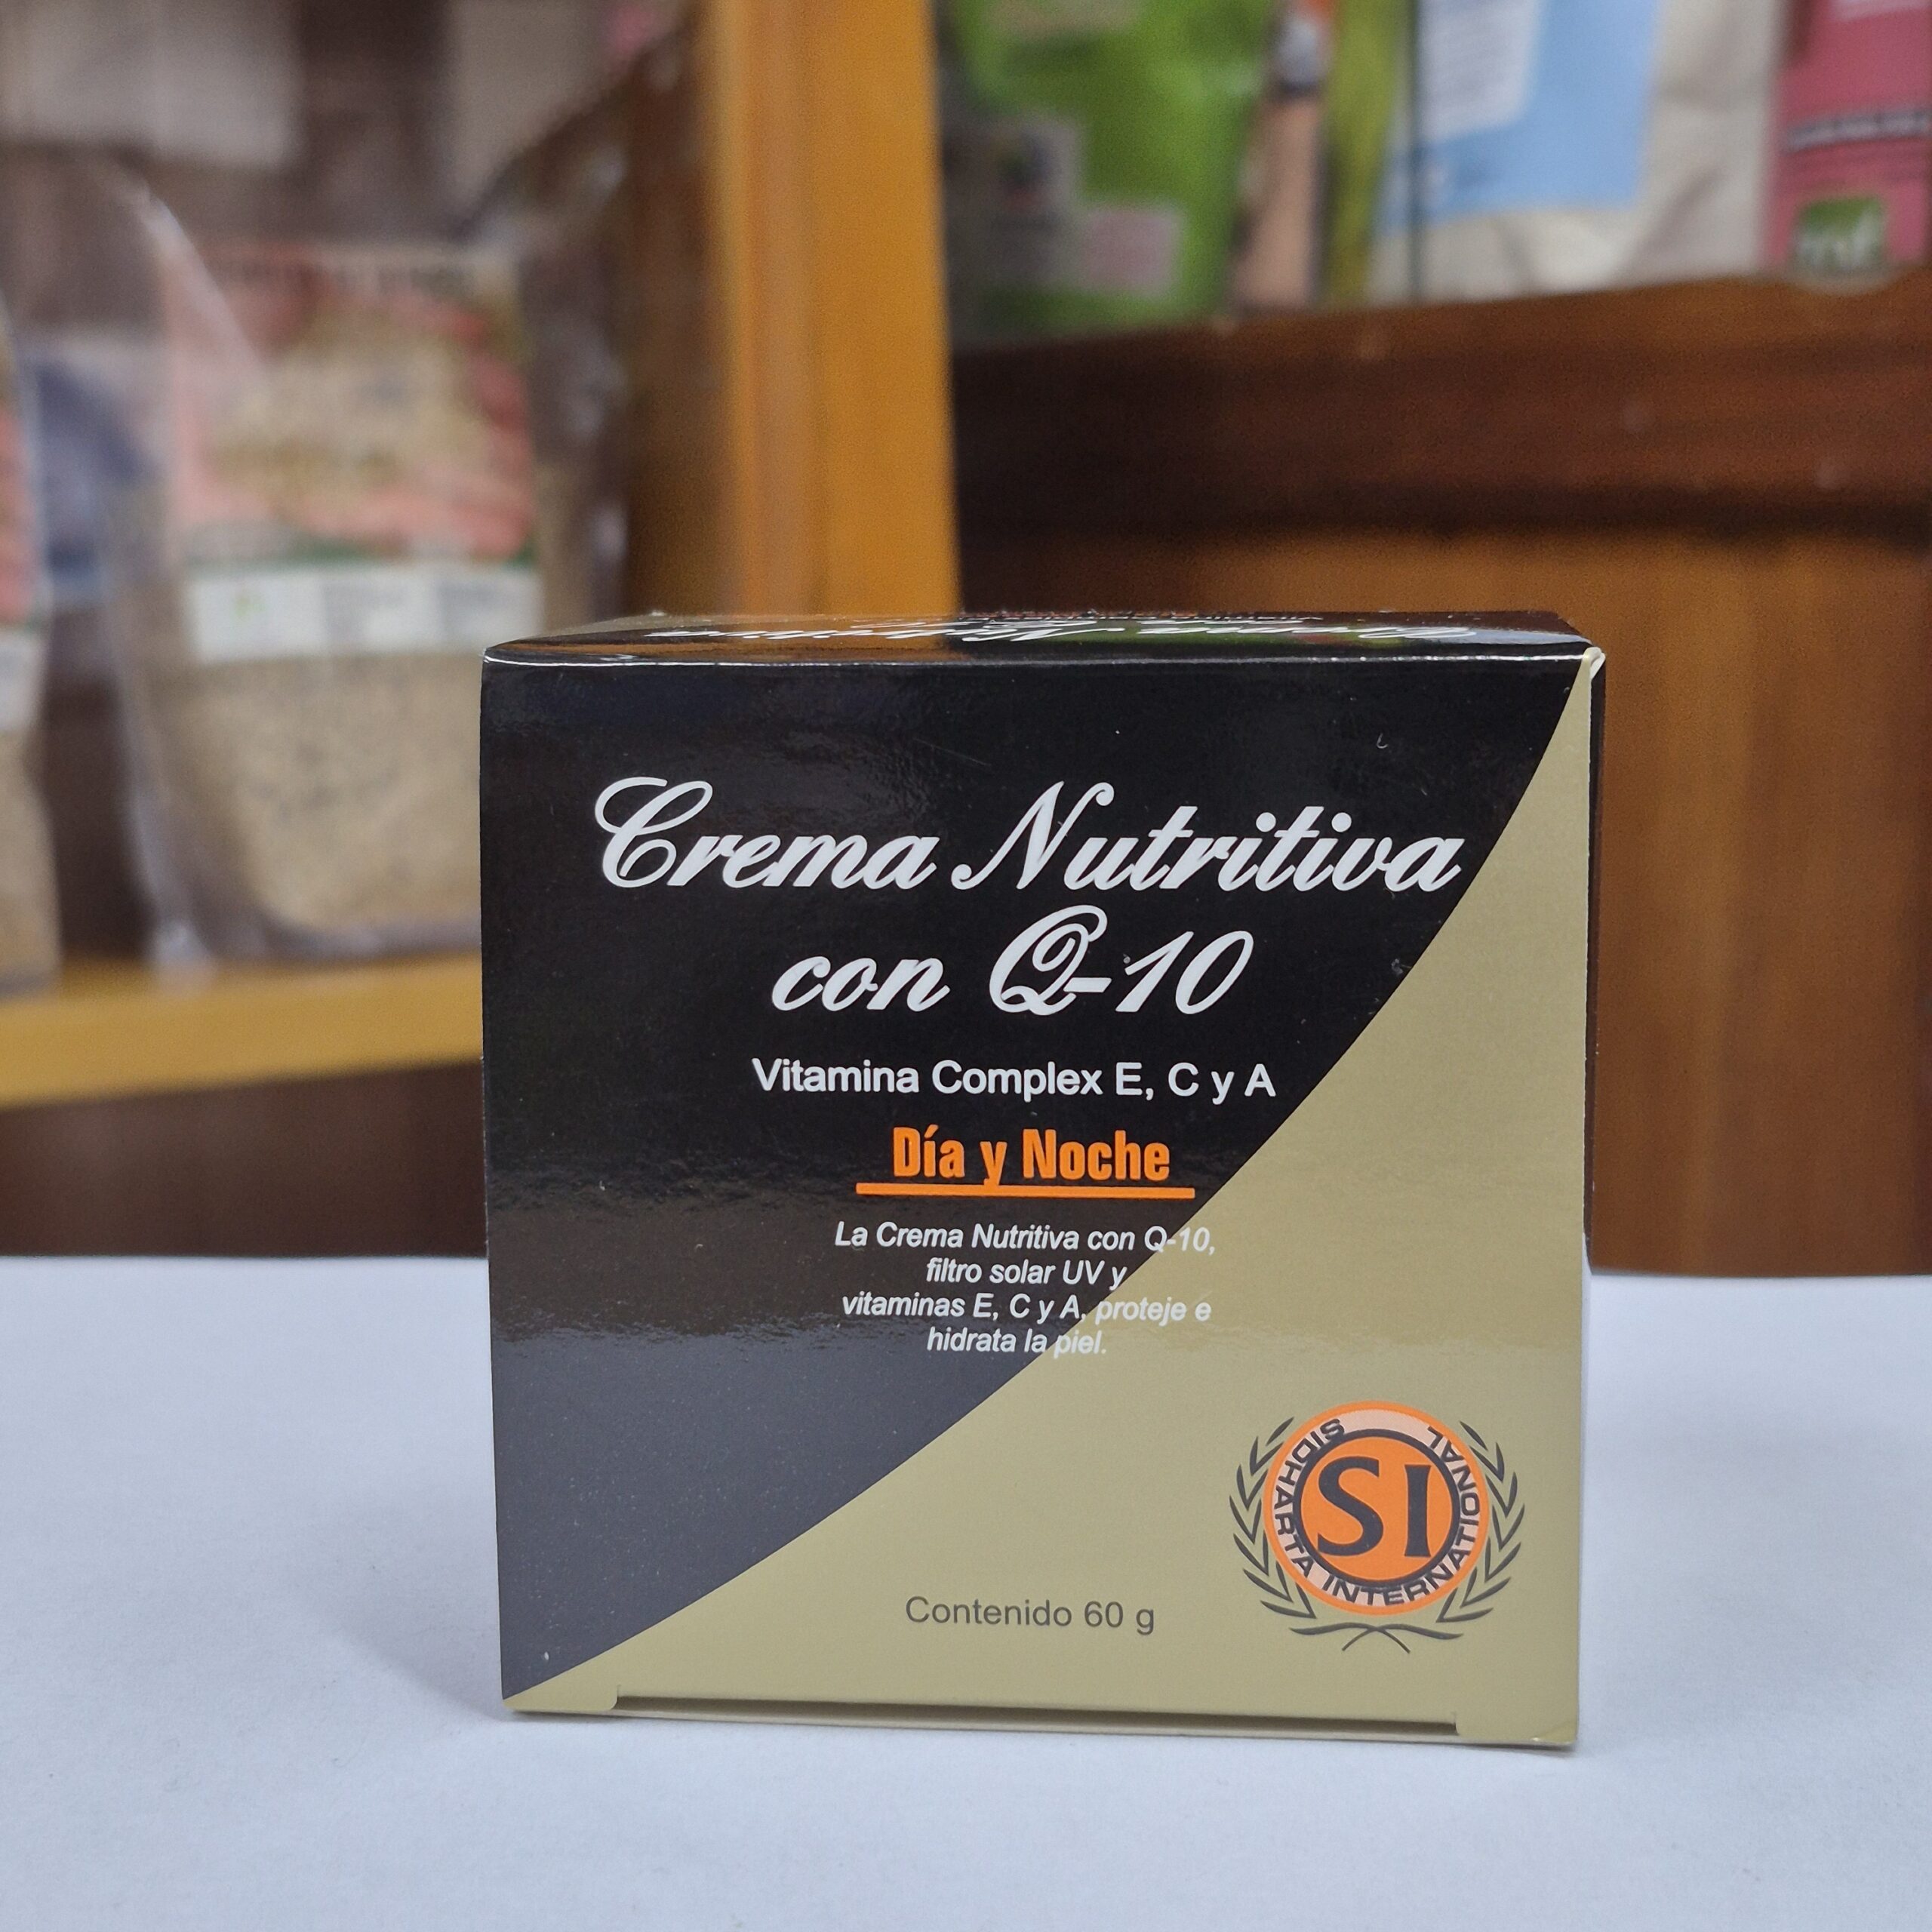 Crema Nutritiva
con Q-10
Vitamina Complex E, C y A
Día y Noche
La Crema Nutritiva con Q-10,
filtro solar UV y
vitaminas E, C y A, proteje e
hidrata la piel.
SI
SIDHARTA INTERNATIONAL
Contenido 60 g